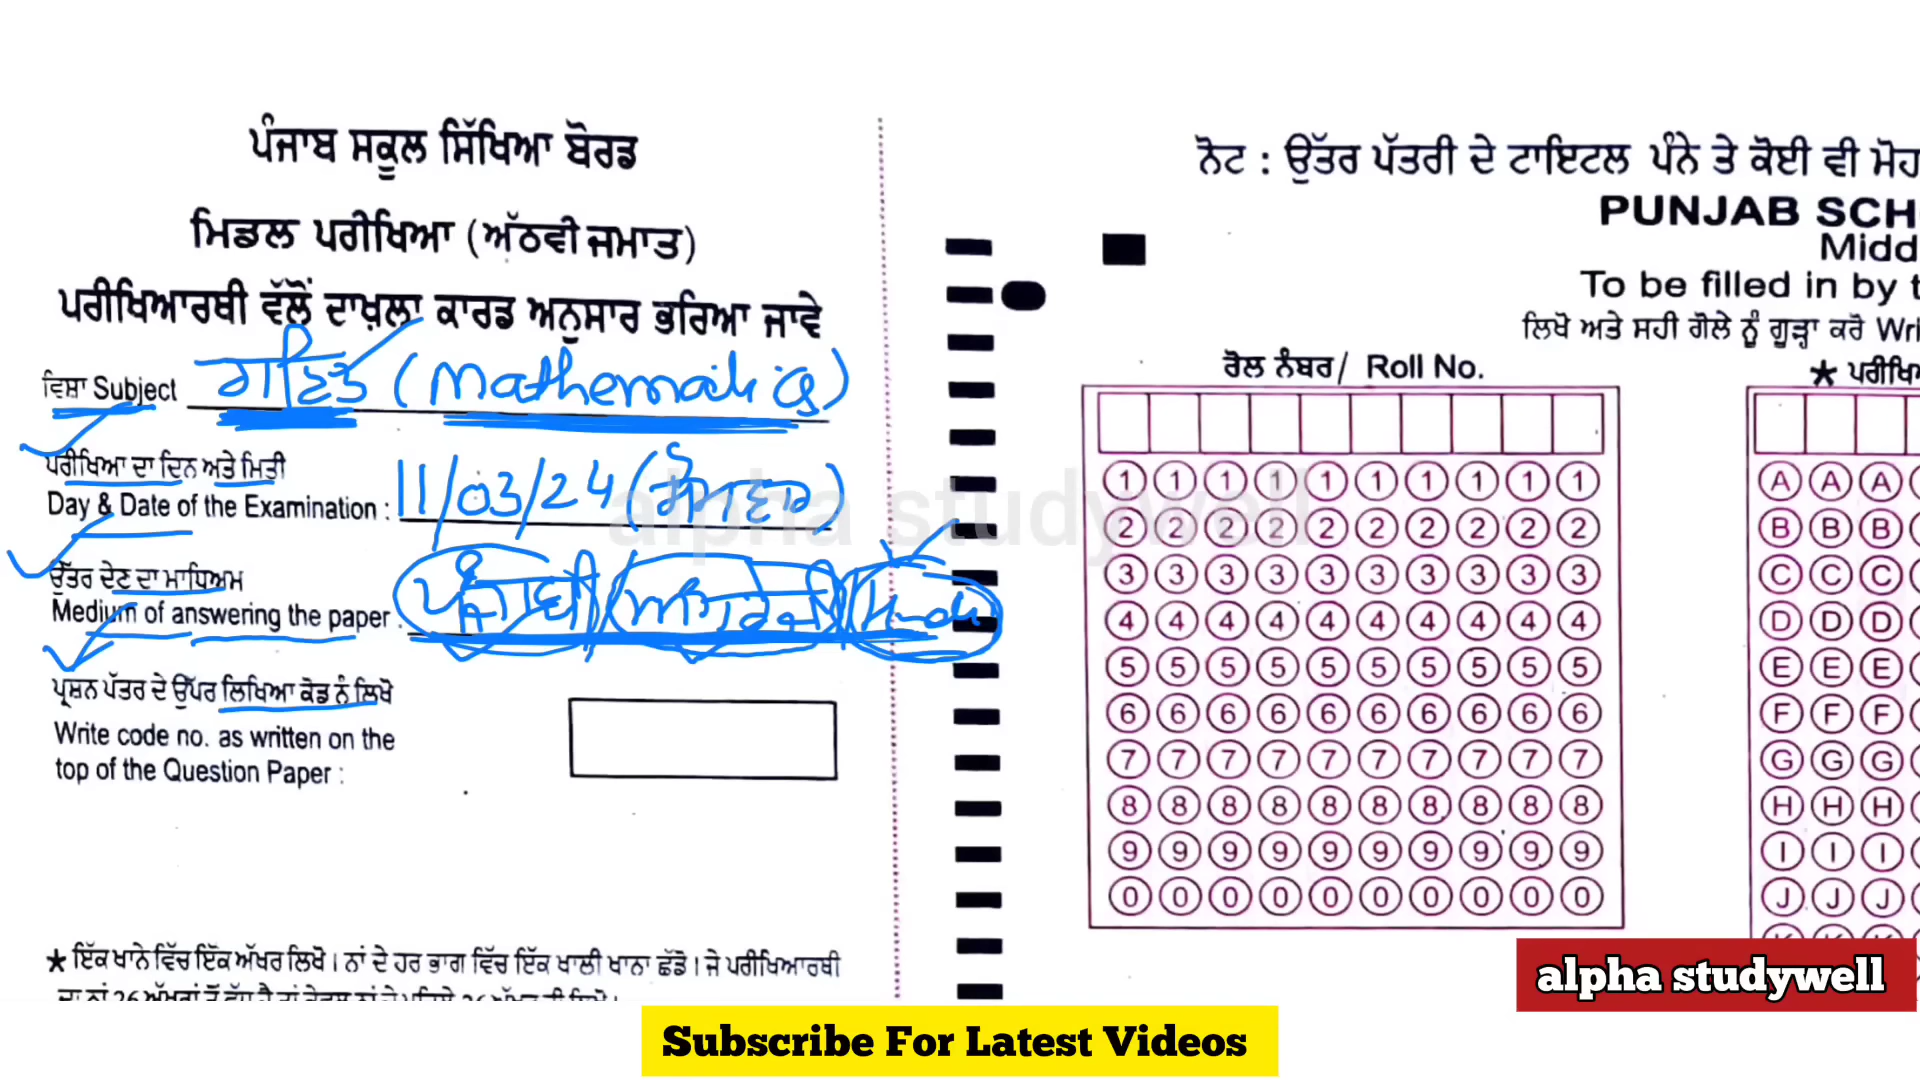 ਪੰਜਾਬ ਸਕੂਲ ਸਿੱਖਿਆ ਬੋਰਡ
ਮਿਡਲ ਪਰੀਖਿਆ (ਅੱਠਵੀ ਜਮਾਤ)
ਪਰੀਖਿਆਰਥੀ ਵੱਲੋਂ ਦਾਖ਼ਲਾ ਕਾਰਡ ਅਨੁਸਾਰ ਭਰਿਆ ਜਾਵੇ
ਵਿਸ਼ਾ Subject ਗਣਿਤ (Mathematics)
ਪਰੀਖਿਆ ਦਾ ਦਿਨ ਅਤੇ ਮਿਤੀ
Day & Date of the Examination : 11/03/24 (ਸੋਮਵਾਰ)
ਉੱਤਰ ਦੇਣ ਦਾ ਮਾਧਿਅਮ
Medium of answering the paper : ਪੰਜਾਬੀ / ਅੰਗਰੇਜੀ / Hindi
ਪ੍ਰਸ਼ਨ ਪੱਤਰ ਦੇ ਉੱਪਰ ਲਿਖਿਆ ਕੋਡ ਨੰ ਲਿਖੋ
Write code no. as written on the
top of the Question Paper :
★ ਇੱਕ ਖਾਨੇ ਵਿੱਚ ਇੱਕ ਅੱਖਰ ਲਿਖੋ । ਨਾਂ ਦੇ ਹਰ ਭਾਗ ਵਿੱਚ ਇੱਕ ਖਾਲੀ ਖਾਨਾ ਛੱਡੋ । ਜੇ ਪਰੀਖਿਆਰਥੀ
ਨੋਟ : ਉੱਤਰ ਪੱਤਰੀ ਦੇ ਟਾਇਟਲ ਪੰਨੇ ਤੇ ਕੋਈ ਵੀ ਮੋਹ
PUNJAB SCH
Midd
To be filled in by t
ਲਿਖੋ ਅਤੇ ਸਹੀ ਗੋਲੇ ਨੂੰ ਗੂੜਾ ਕਰੋ Wri
ਰੋਲ ਨੰਬਰ/ Roll No.
★ ਪਰੀਖਿ
1 1 1 1 1 1 1 1 1 1 A A A
2 2 2 2 2 2 2 2 2 2 B B B
3 3 3 3 3 3 3 3 3 3 C C C
4 4 4 4 4 4 4 4 4 4 D D D
5 5 5 5 5 5 5 5 5 5 E E E
6 6 6 6 6 6 6 6 6 6 F F F
7 7 7 7 7 7 7 7 7 7 G G G
8 8 8 8 8 8 8 8 8 8 H H H
9 9 9 9 9 9 9 9 9 9 I I I
0 0 0 0 0 0 0 0 0 0 J J J
alpha studywell
alpha studywell
Subscribe For Latest Videos